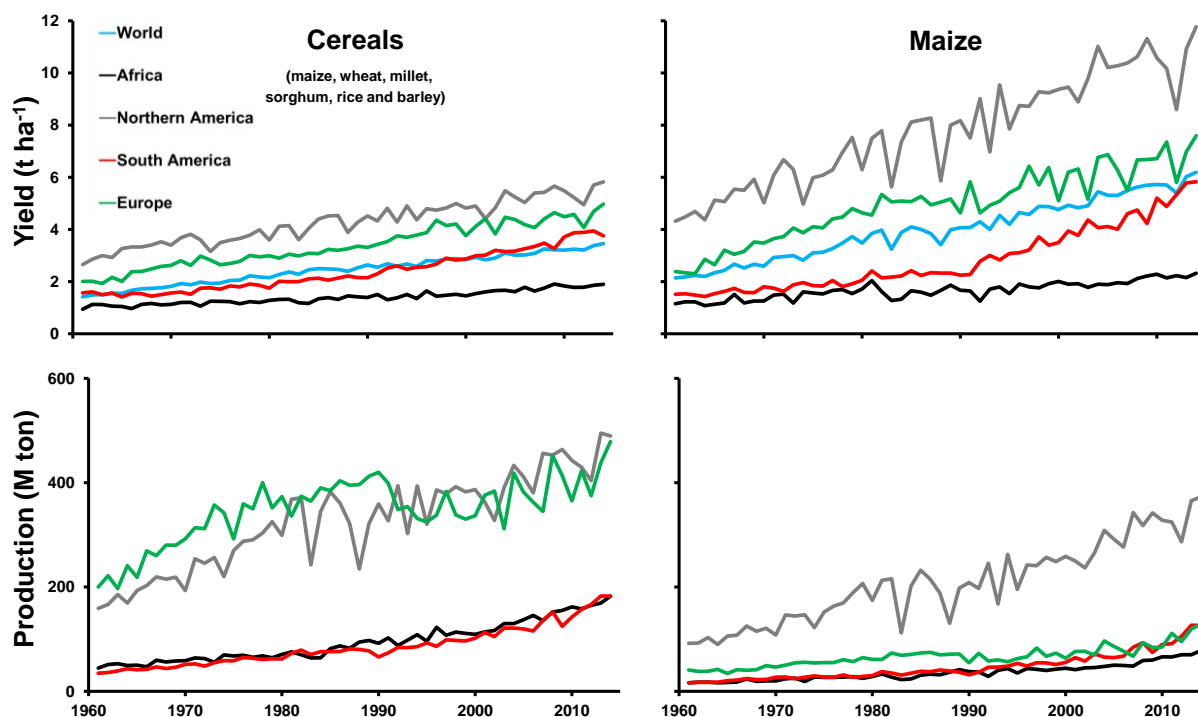 12
10
8
6
4
2
0
Yield (t ha-1)
World
Africa
Northern America
South America
Europe
Cereals
(maize, wheat, millet,
sorghum, rice and barley)
Maize
600
400
200
0
Production (M ton)
1960 1970 1980 1990 2000 2010
1960 1970 1980 1990 2000 2010